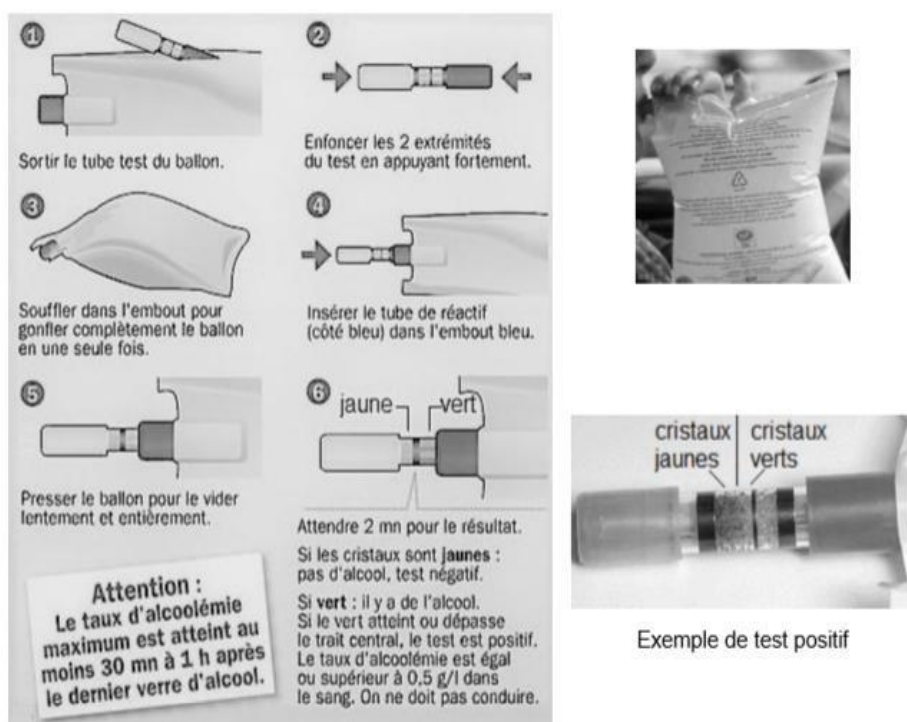 1
Sortir le tube test du ballon.
2
Enfoncer les 2 extrémités
du test en appuyant fortement.
3
Souffler dans l'embout pour
gonfler complètement le ballon
en une seule fois.
4
Insérer le tube de réactif
(côté bleu) dans l'embout bleu.
5
Presser le ballon pour le vider
lentement et entièrement.
6
jaune
vert
Attendre 2 mn pour le résultat.
Si les cristaux sont jaunes :
pas d'alcool, test négatif.
Si vert : il y a de l'alcool.
Si le vert atteint ou dépasse
le trait central, le test est positif.
Le taux d'alcoolémie est égal
ou supérieur à 0,5 g/l dans
le sang. On ne doit pas conduire.
Attention :
Le taux d'alcoolémie
maximum est atteint au
moins 30 mn à 1 h après
le dernier verre d'alcool.
cristaux
jaunes
cristaux
verts
Exemple de test positif